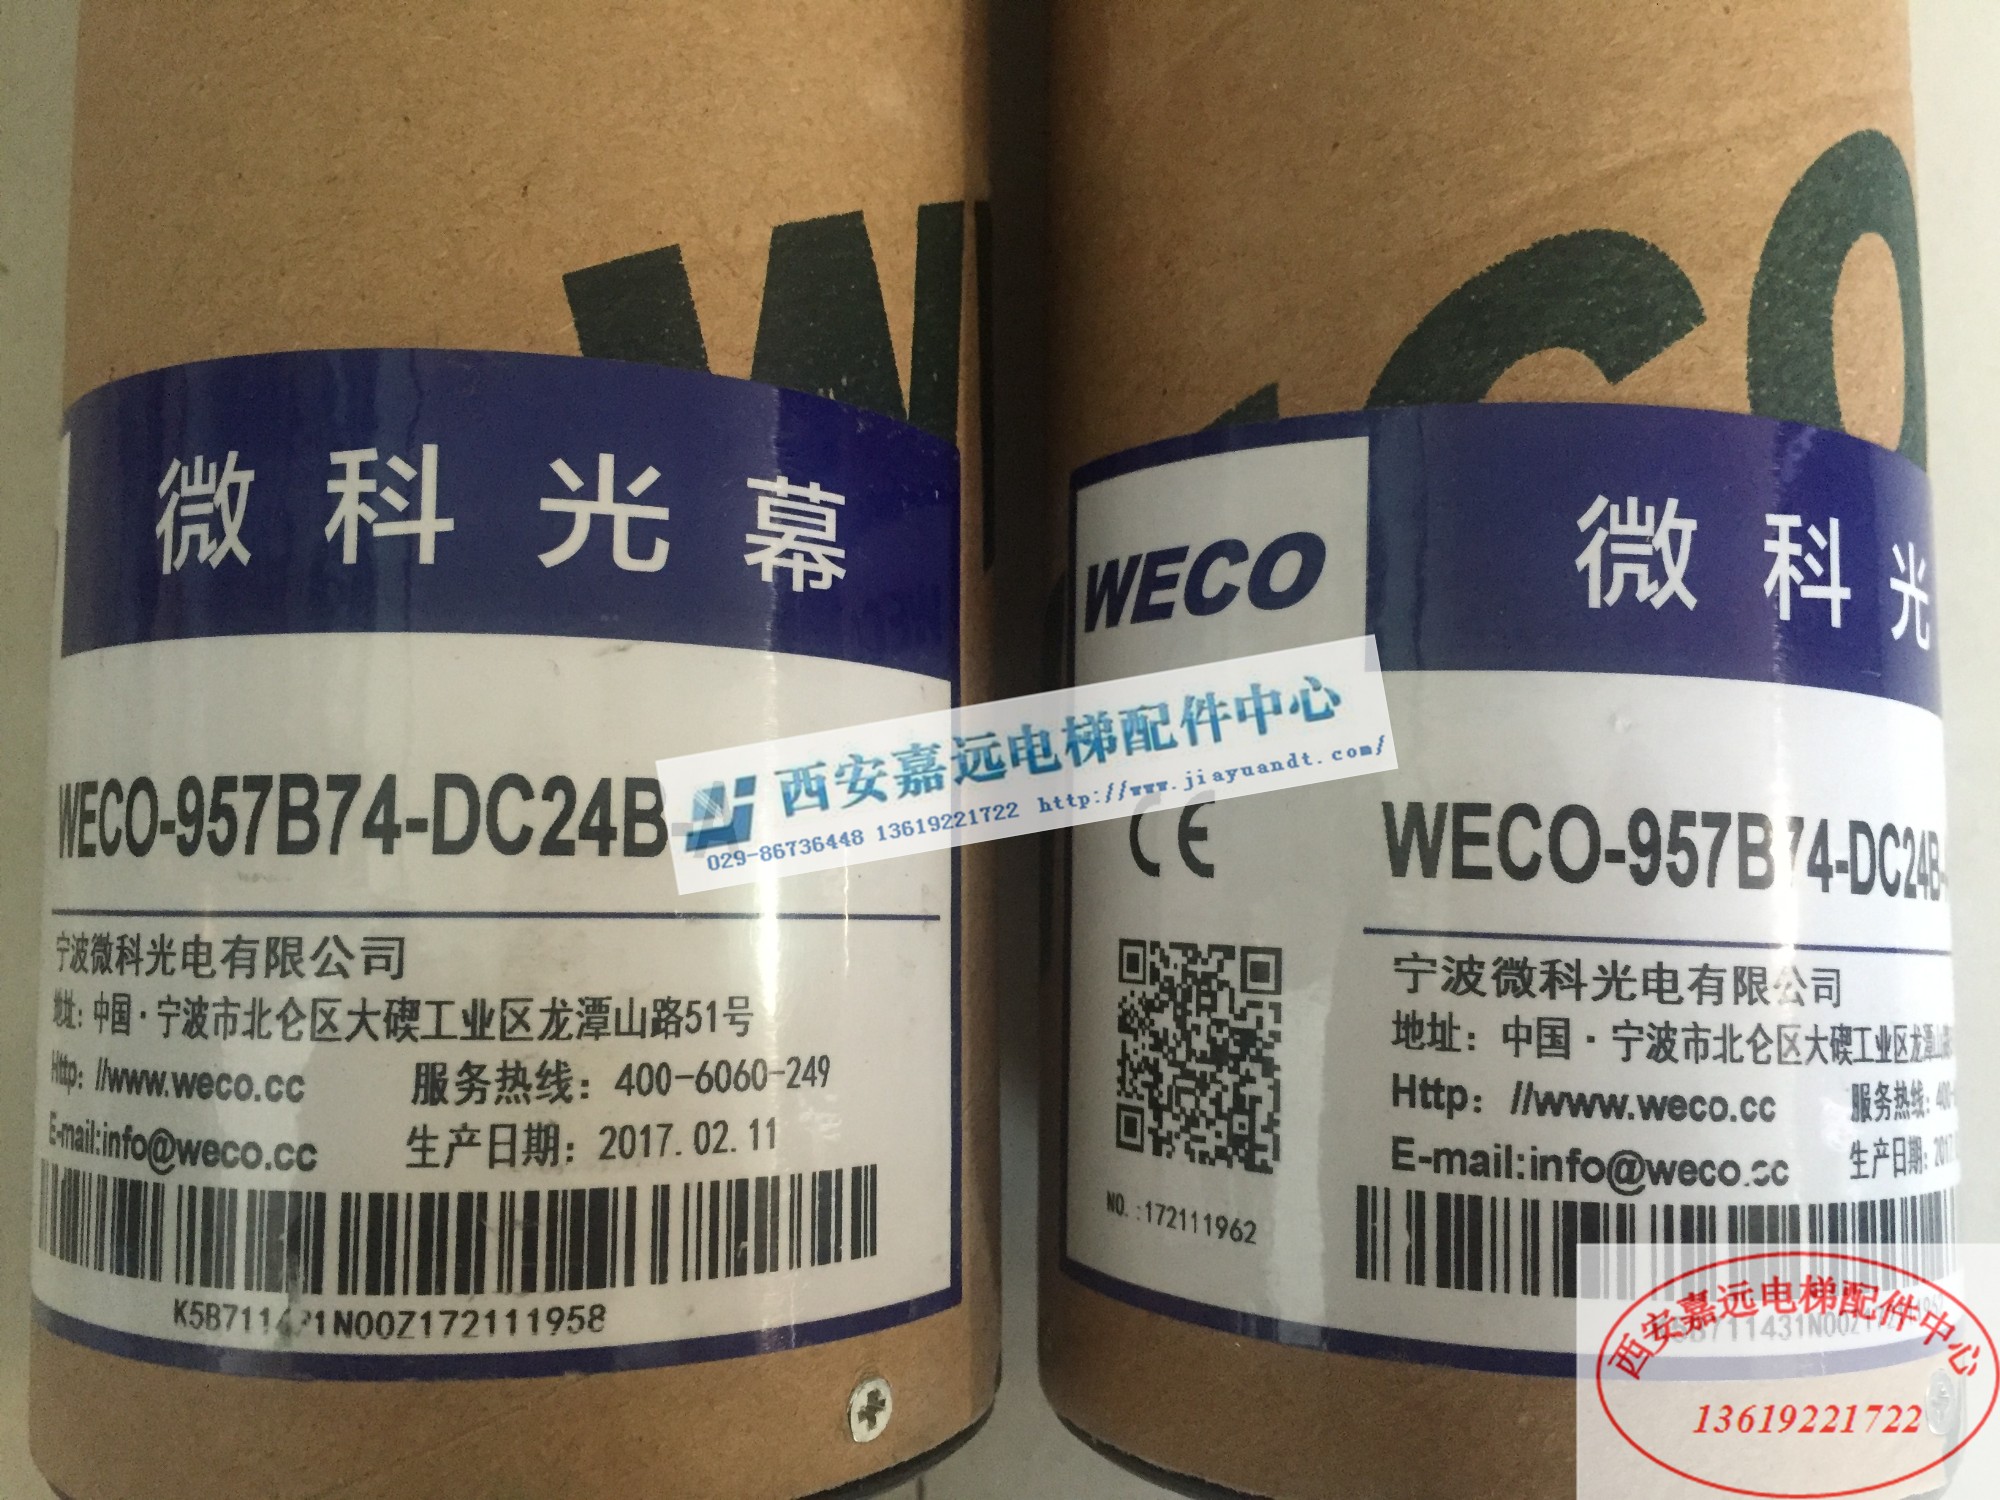 W
CO
微科光幕
WECO-957B74-DC24B-
宁波微科光电有限公司
地址: 中国·宁波市北仑区大碶工业区龙潭山路51号
Http: //www.weco.cc 服务热线: 400-6060-249
E-mail:info@weco.cc 生产日期: 2017.02.11
N00Z172111958
WECO
微科光
CE
WECO-957B74-DC24B-
宁波微科光电有限公司
地址: 中国·宁波市北仑区大碶工业区龙潭山
Http: //www.weco.cc 服务热线: 400-
E-mail:info@weco.cc 生产日期: 2017
NO.:172111962
西安嘉远电梯配件中心
029-86736448 13619221722 http://www.jiayuandt.com/
西安嘉远电梯配件中心
13619221722